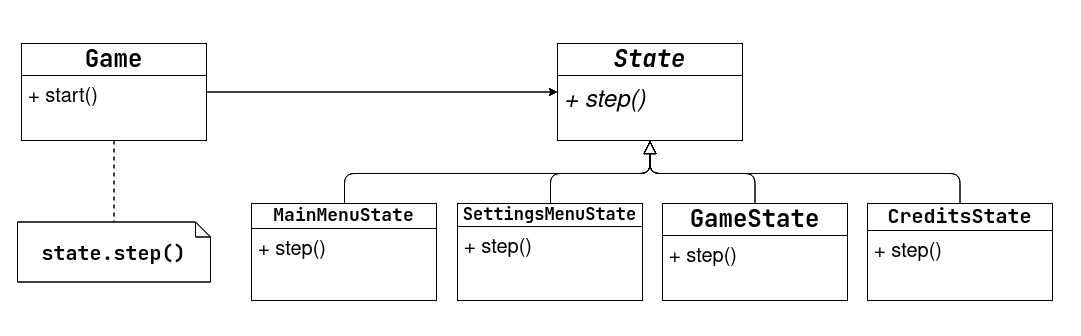 Game
+ start()
State
+ step()
state.step()
MainMenuState
+ step()
SettingsMenuState
+ step()
GameState
+ step()
CreditsState
+ step()